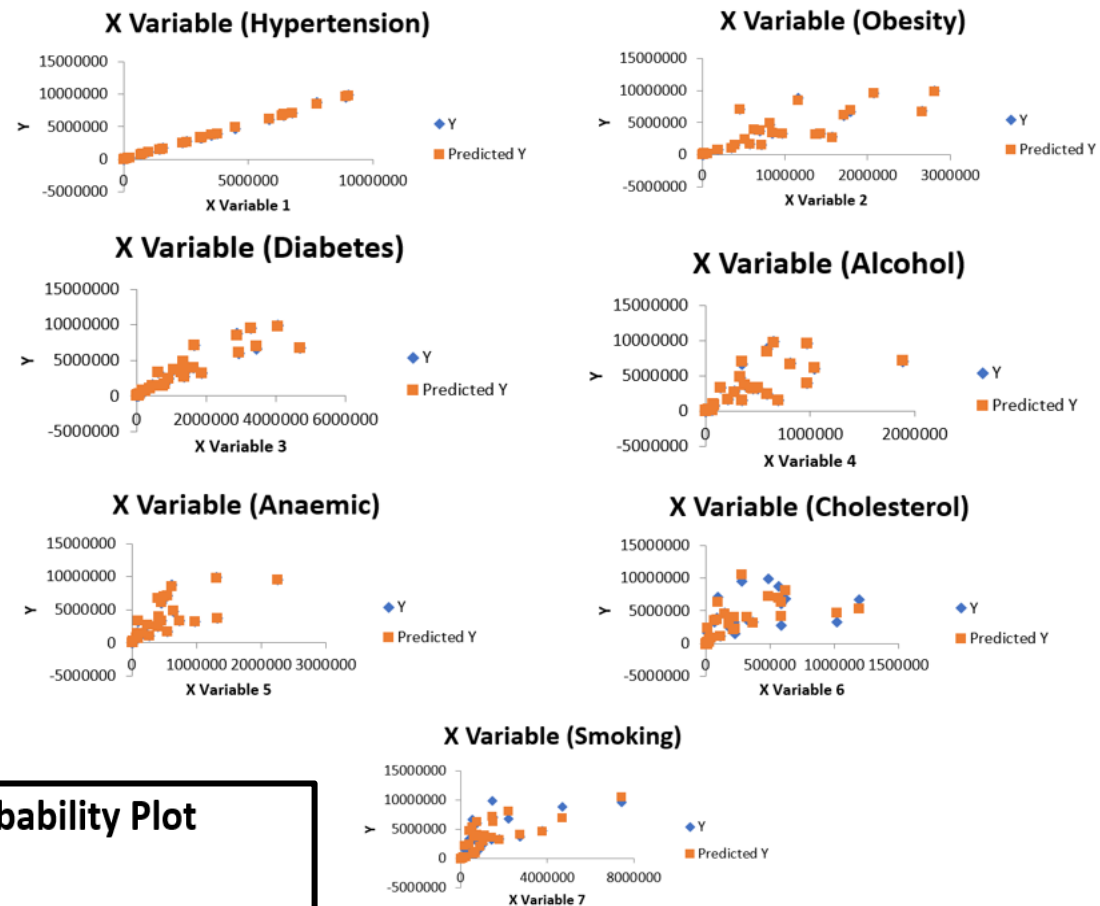 X Variable (Hypertension)
15000000
10000000
5000000
0
-5000000
Y
0
5000000
10000000
X Variable 1
Y
Predicted Y
X Variable (Obesity)
15000000
10000000
5000000
0
-5000000
Y
0
1000000
2000000
3000000
X Variable 2
Y
Predicted Y
X Variable (Diabetes)
15000000
10000000
5000000
0
-5000000
Y
0
2000000
4000000
6000000
X Variable 3
Y
Predicted Y
X Variable (Alcohol)
15000000
10000000
5000000
0
-5000000
Y
0
1000000
2000000
X Variable 4
Y
Predicted Y
X Variable (Anaemic)
15000000
10000000
5000000
0
-5000000
Y
0
1000000
2000000
3000000
X Variable 5
Y
Predicted Y
X Variable (Cholesterol)
15000000
10000000
5000000
0
-5000000
Y
0
500000
1000000
1500000
X Variable 6
Y
Predicted Y
X Variable (Smoking)
15000000
10000000
5000000
0
-5000000
Y
0
4000000
8000000
X Variable 7
Y
Predicted Y
bability Plot